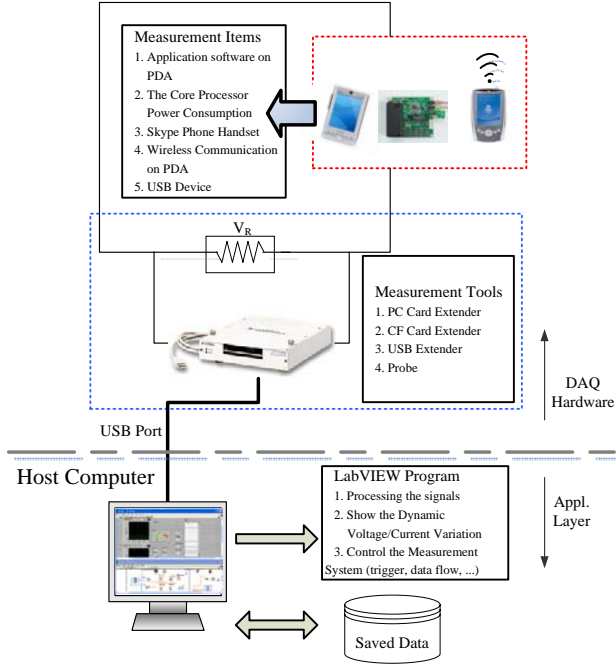 Measurement Items
1. Application software on
PDA
2. The Core Processor
Power Consumption
3. Skype Phone Handset
4. Wireless Communication
on PDA
5. USB Device
VR
Measurement Tools
1. PC Card Extender
2. CF Card Extender
3. USB Extender
4. Probe
DAQ
Hardware
USB Port
Host Computer
LabVIEW Program
1. Processing the signals
2. Show the Dynamic
Voltage/Current Variation
3. Control the Measurement
System (trigger, data flow, ...)
Appl.
Layer
Saved Data